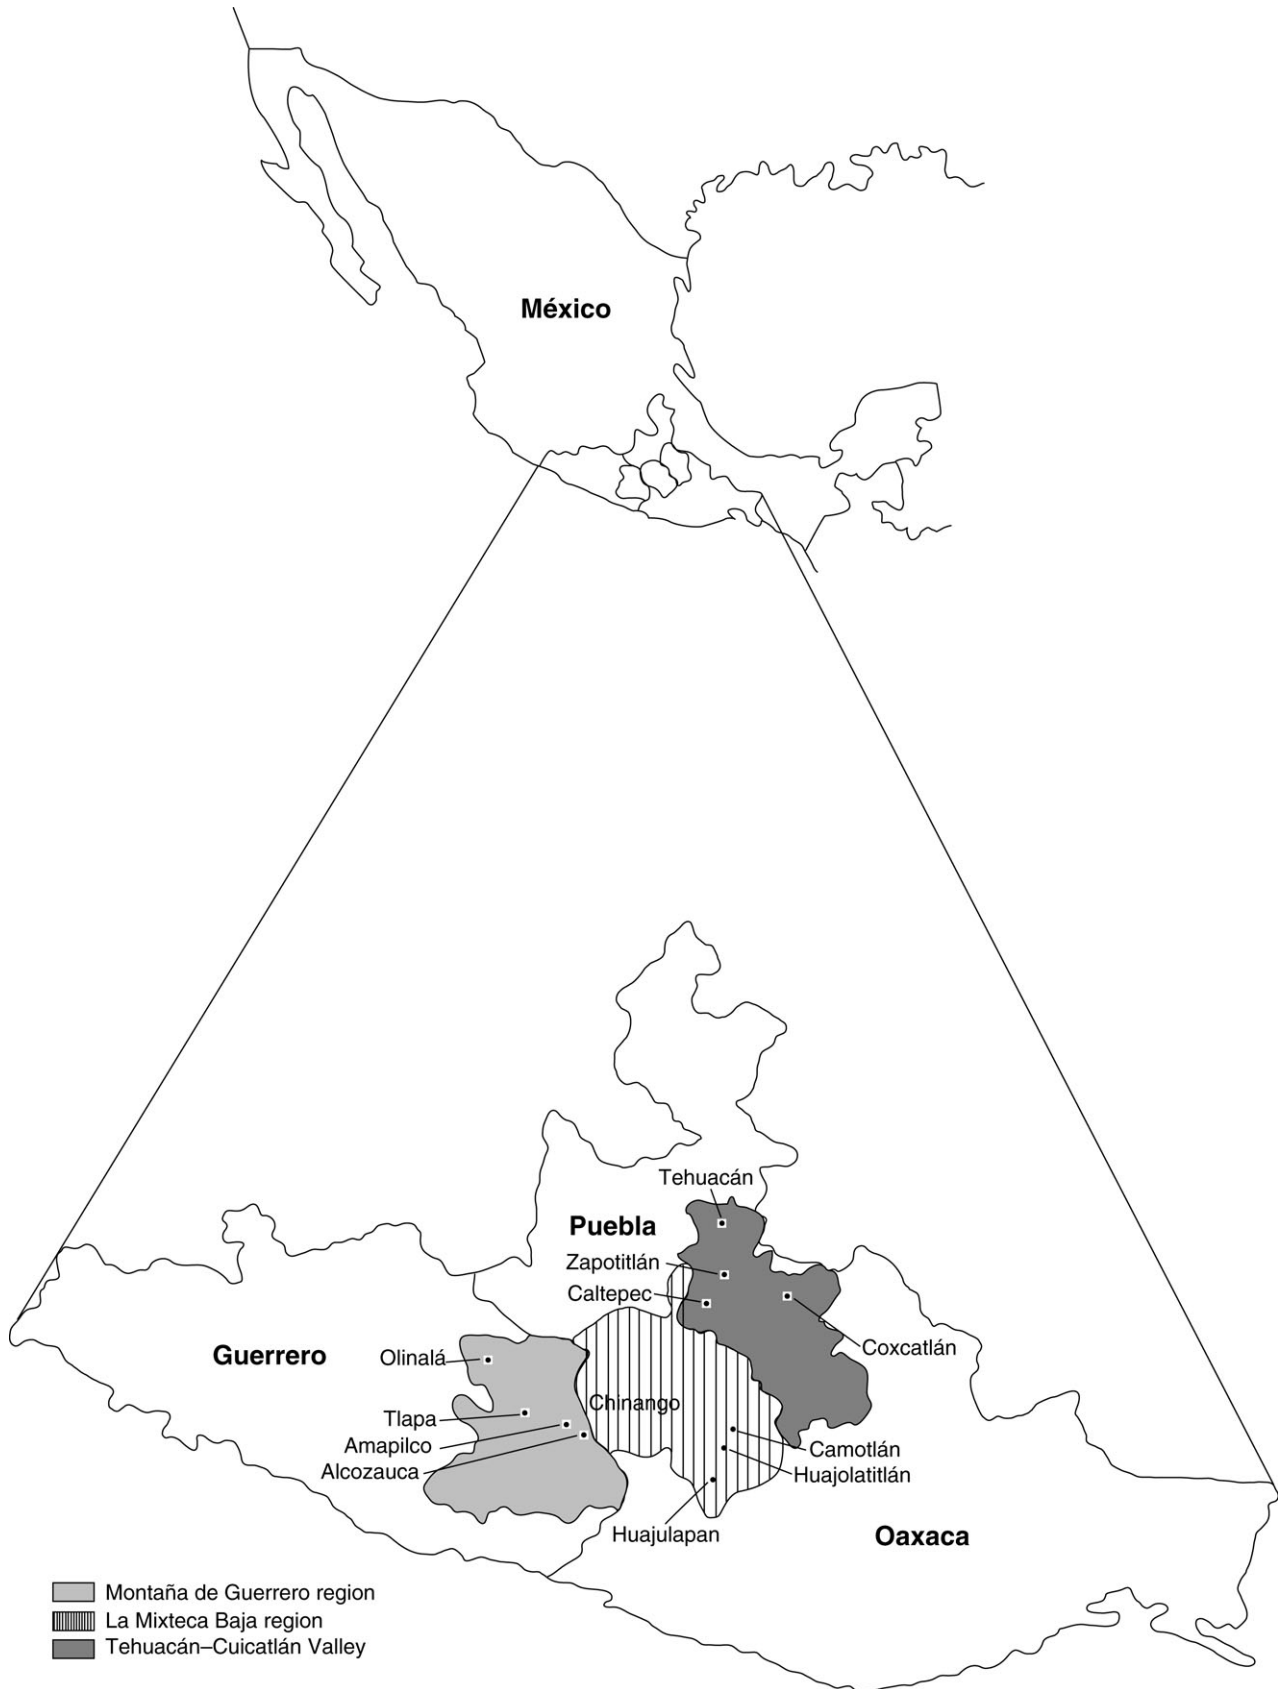 México
Tehuacán
Puebla
Zapotitlán
Caltepec
Coxcatlán
Guerrero
Olinalá
Chinango
Tlapa
Amapilco
Camotlán
Alcozauca
Huajolatitlán
Huajulapan
Oaxaca
Montaña de Guerrero region
La Mixteca Baja region
Tehuacán–Cuicatlán Valley